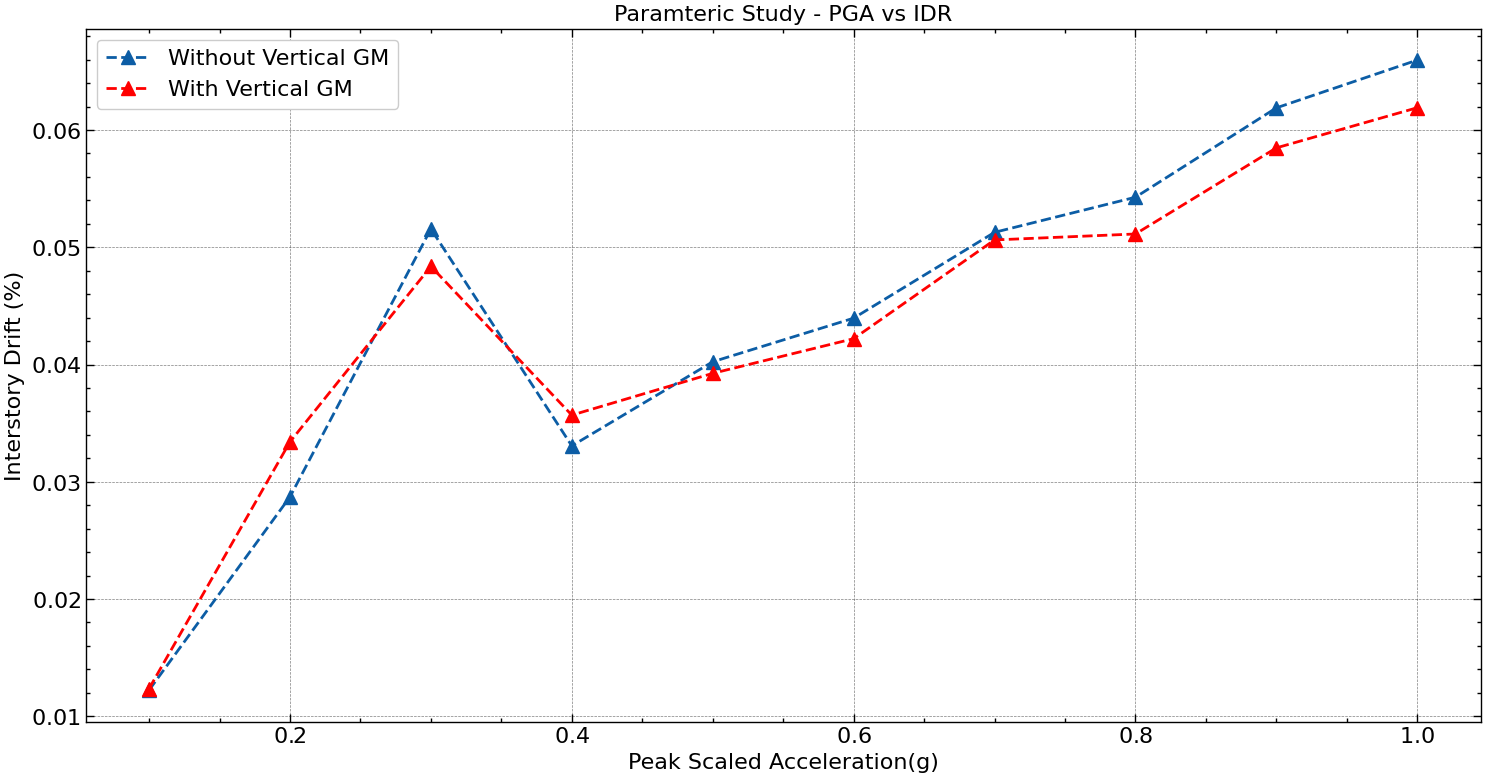 Paramteric Study - PGA vs IDR
Without Vertical GM
With Vertical GM
0.06
0.05
0.04
0.03
0.02
0.01
Interstory Drift (%)
0.2
0.4
0.6
0.8
1.0
Peak Scaled Acceleration(g)